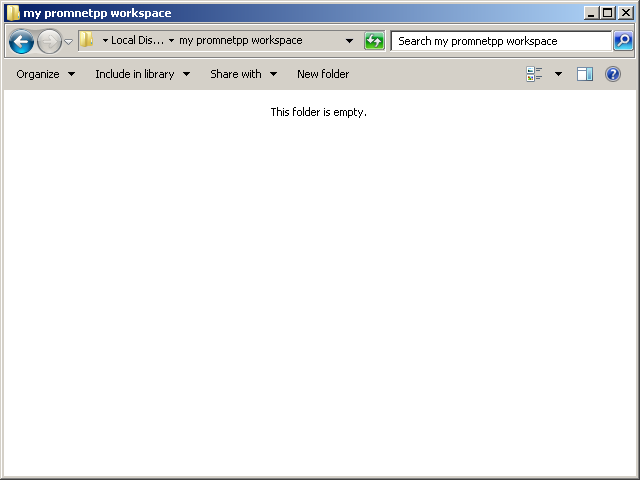 my promnetpp workspace
Local Dis... my promnetpp workspace Search my promnetpp workspace
Organize Include in library Share with New folder
This folder is empty.